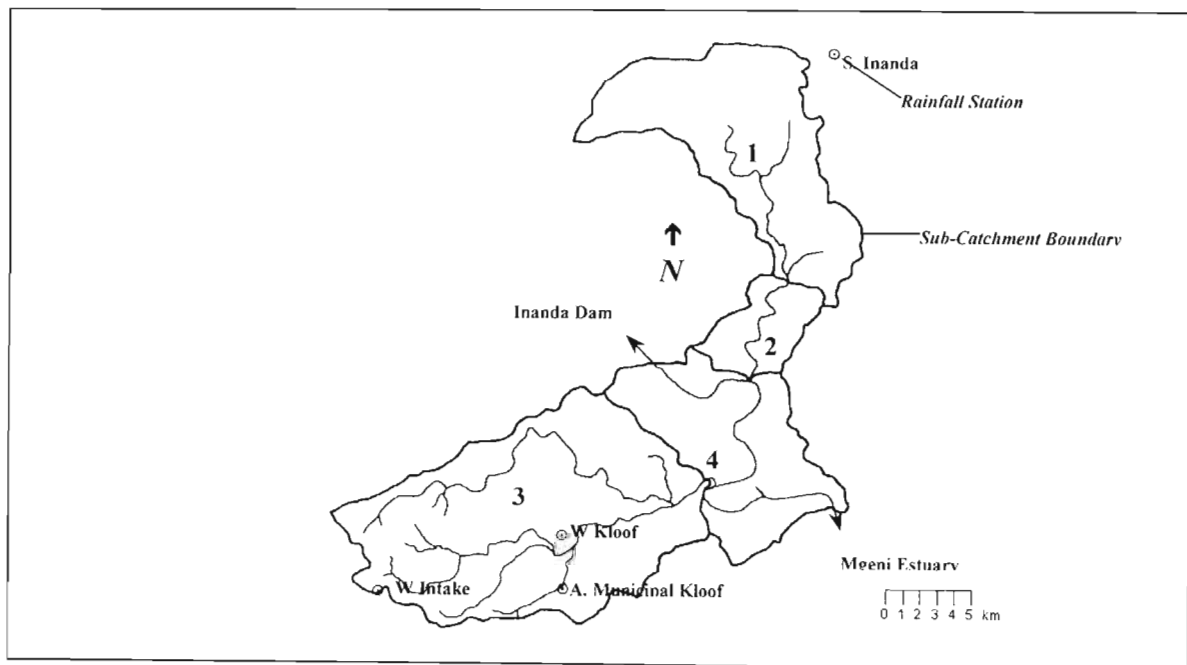 S. Inanda
Rainfall Station
1
Sub-Catchment Boundary
N
Inanda Dam
2
4
3
W Kloof
W Intake
A. Municinal Kloof
Mgeni Estuary
0 1 2 3 4 5 km